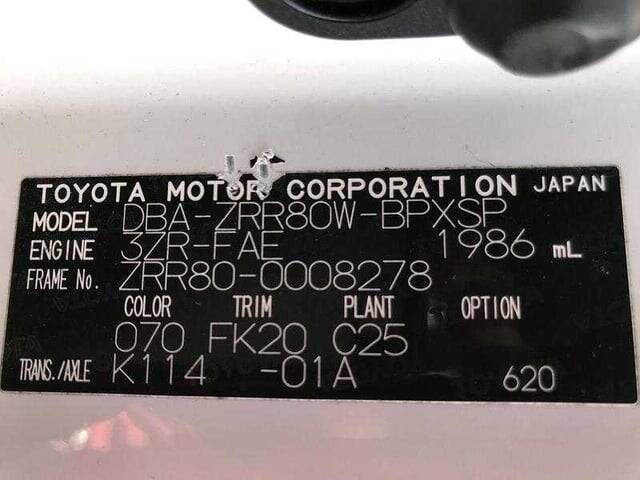 TOYOTA MOTOR CORPORATION JAPAN
MODEL DBA-ZRR80W-BPXSP
ENGINE 3ZR-FAE 1986 mL
FRAME No. ZRR80-0008278
COLOR TRIM PLANT OPTION
070 FK20 C25
TRANS./AXLE K114 -01A 620